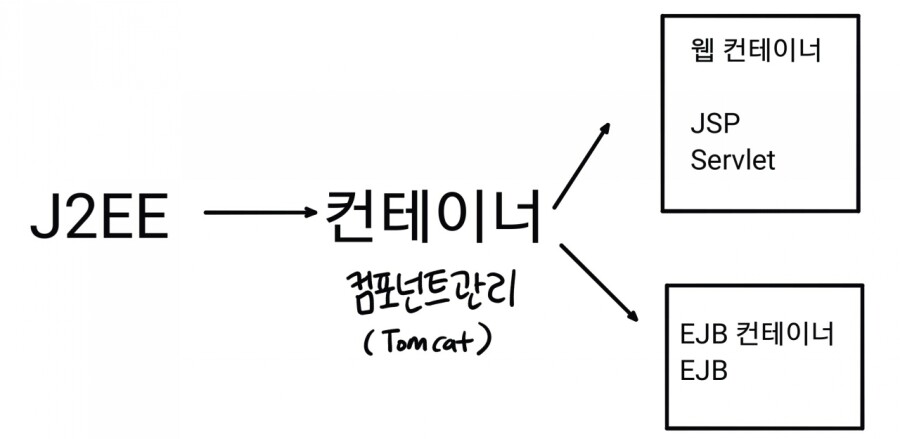 J2EE
컨테이너
컴포넌트관리
(Tomcat)
웹 컨테이너
JSP
Servlet
EJB 컨테이너
EJB